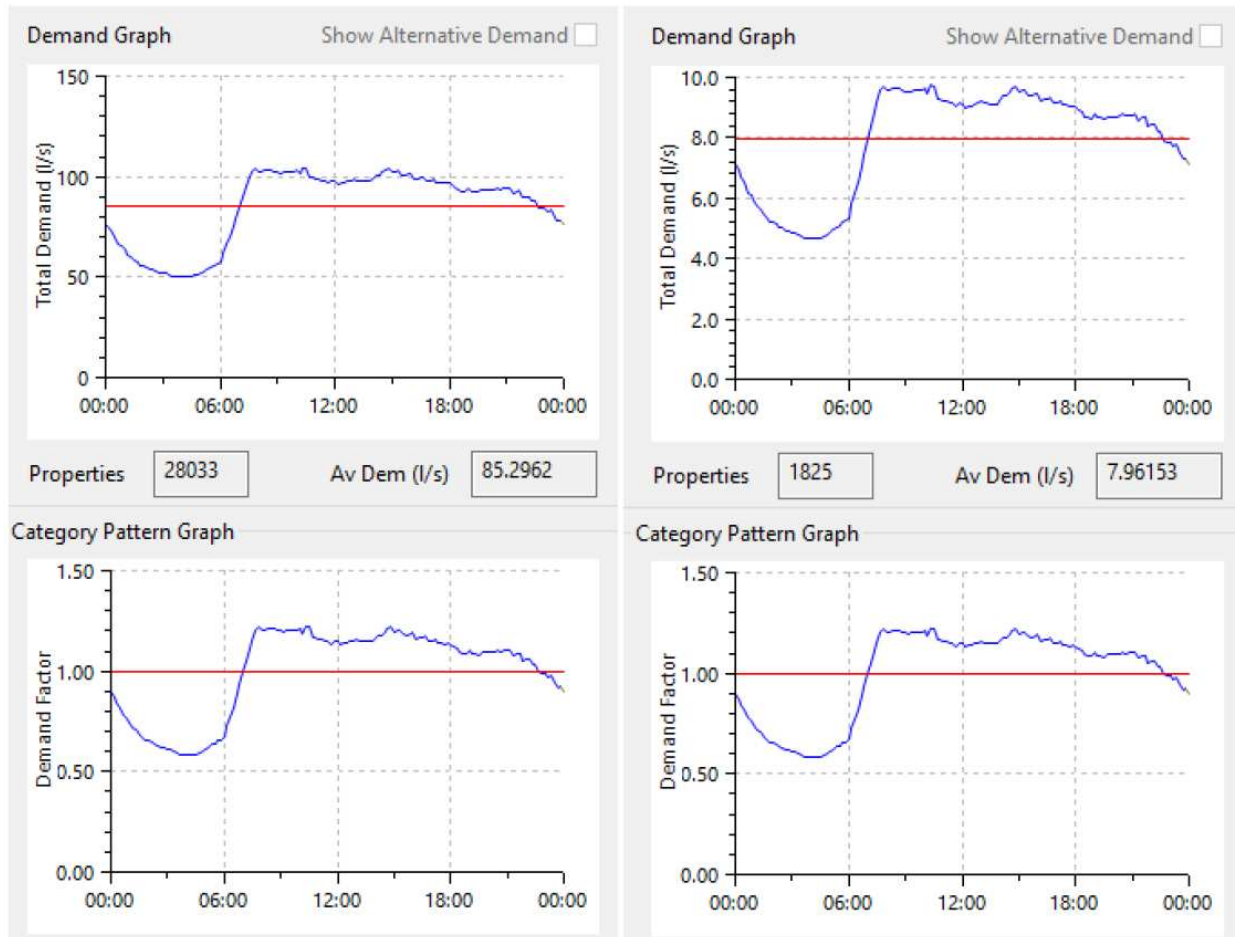 Demand Graph Show Alternative Demand
150
100
50
0
Total Demand (l/s)
00:00 06:00 12:00 18:00 00:00
Properties 28033 Av Dem (l/s) 85.2962
Category Pattern Graph
1.50
1.00
0.50
0.00
Demand Factor
00:00 06:00 12:00 18:00 00:00
Demand Graph Show Alternative Demand
10.0
8.0
6.0
4.0
2.0
0.0
Total Demand (l/s)
00:00 06:00 12:00 18:00 00:00
Properties 1825 Av Dem (l/s) 7.96153
Category Pattern Graph
1.50
1.00
0.50
0.00
Demand Factor
00:00 06:00 12:00 18:00 00:00